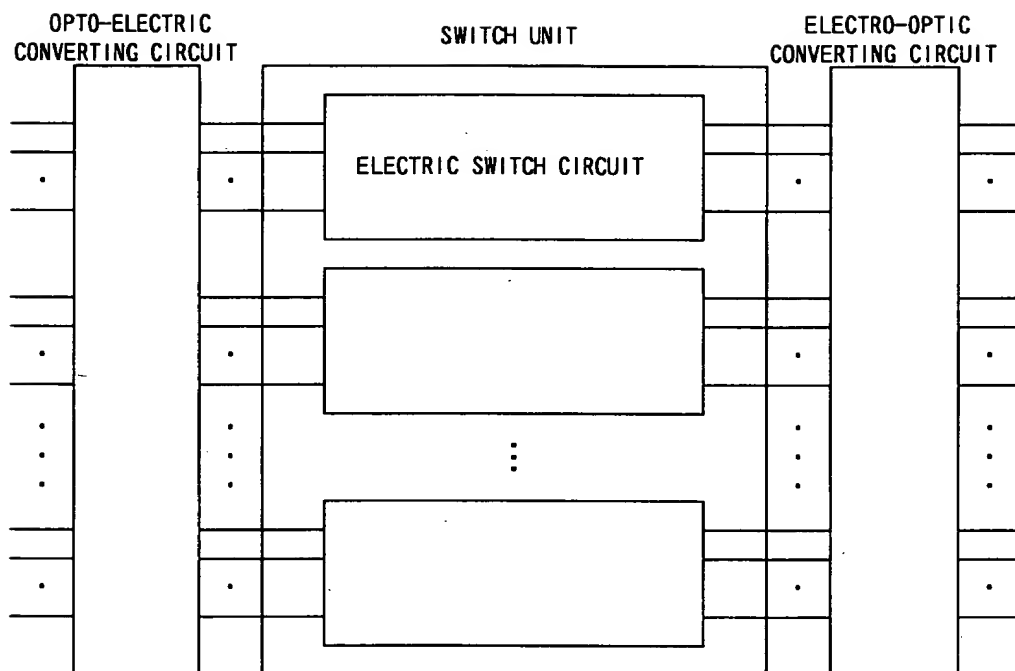 OPTO-ELECTRIC
CONVERTING CIRCUIT
SWITCH UNIT
ELECTRO-OPTIC
CONVERTING CIRCUIT
ELECTRIC SWITCH CIRCUIT